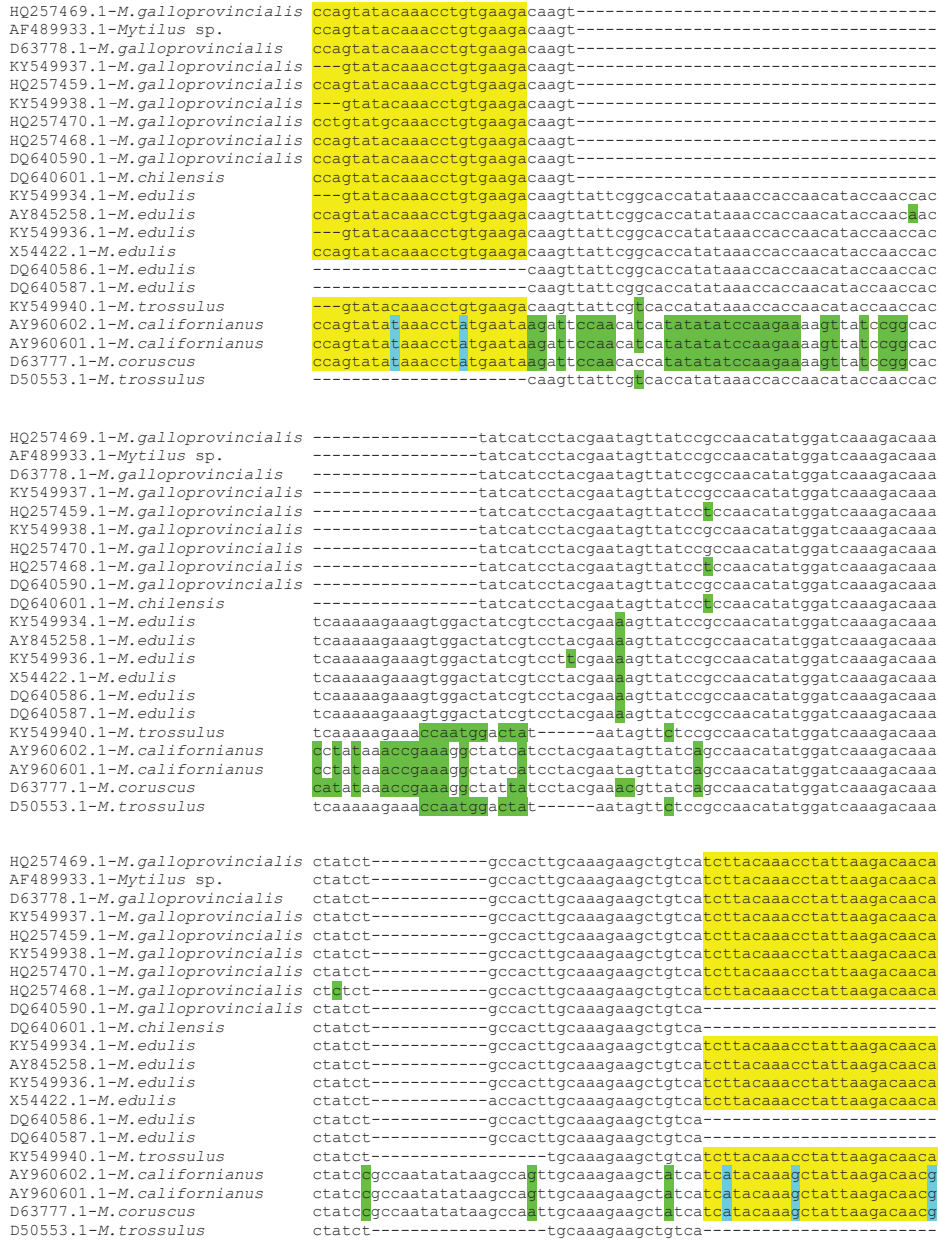 HQ257469.1-M.galloprovincialis ccagtatacaaacctgtgaagacaagt-------------------------------------
AF489933.1-Mytilus sp. ccagtatacaaacctgtgaagacaagt-------------------------------------
D63778.1-M.galloprovincialis ccagtatacaaacctgtgaagacaagt-------------------------------------
KY549937.1-M.galloprovincialis ---gtatacaaacctgtgaagacaagt-------------------------------------
HQ257459.1-M.galloprovincialis ccagtatacaaacctgtgaagacaagt-------------------------------------
KY549938.1-M.galloprovincialis ---gtatacaaacctgtgaagacaagt-------------------------------------
HQ257470.1-M.galloprovincialis cctgtatgcaaacctgtgaagacaagt-------------------------------------
HQ257468.1-M.galloprovincialis ccagtatacaaacctgtgaagacaagt-------------------------------------
DQ640590.1-M.galloprovincialis ccagtatacaaacctgtgaagacaagt-------------------------------------
DQ640601.1-M.chilensis ccagtatacaaacctgtgaagacaagt-------------------------------------
KY549934.1-M.edulis ---gtatacaaacctgtgaagacaagttattcggcaccatataaaccaccaacataccaaccac
AY845258.1-M.edulis ccagtatacaaacctgtgaagacaagttattcggcaccatataaaccaccaacataccaacaac
KY549936.1-M.edulis ---gtatacaaacctgtgaagacaagttattcggcaccatataaaccaccaacataccaaccac
X54422.1-M.edulis ccagtatacaaacctgtgaagacaagttattcggcaccatataaaccaccaacataccaaccac
DQ640586.1-M.edulis ----------------------caagttattcggcaccatataaaccaccaacataccaaccac
DQ640587.1-M.edulis ----------------------caagttattcggcaccatataaaccaccaacataccaaccac
KY549940.1-M.trossulus ---gtatacaaacctgtgaagacaagttattcgtcaccatataaaccaccaacataccaaccac
AY960602.1-M.californianus ccagtatataaacctatgaataagattccaacatcatatatatccaagaaaagttatccggcac
AY960601.1-M.californianus ccagtatataaacctatgaataagattccaacatcatatatatccaagaaaagttatccggcac
D63777.1-M.coruscus ccagtatataaacctatgaataagattccaacaccatatatatccaagaaaagttatccggcac
D50553.1-M.trossulus ----------------------caagttattcgtcaccatataaaccaccaacataccaaccac
HQ257469.1-M.galloprovincialis -----------------tatcatcctacgaatagttatccgccaacatatggatcaaagacaaa
AF489933.1-Mytilus sp. -----------------tatcatcctacgaatagttatccgccaacatatggatcaaagacaaa
D63778.1-M.galloprovincialis -----------------tatcatcctacgaatagttatccgccaacatatggatcaaagacaaa
KY549937.1-M.galloprovincialis -----------------tatcatcctacgaatagttatccgccaacatatggatcaaagacaaa
HQ257459.1-M.galloprovincialis -----------------tatcatcctacgaatagttatcctccaacatatggatcaaagacaaa
KY549938.1-M.galloprovincialis -----------------tatcatcctacgaatagttatccgccaacatatggatcaaagacaaa
HQ257470.1-M.galloprovincialis -----------------tatcatcctacgaatagttatccgccaacatatggatcaaagacaaa
HQ257468.1-M.galloprovincialis -----------------tatcatcctacgaatagttatcctccaacatatggatcaaagacaaa
DQ640590.1-M.galloprovincialis -----------------tatcatcctacgaatagttatccgccaacatatggatcaaagacaaa
DQ640601.1-M.chilensis -----------------tatcatcctacgaatagttatcctccaacatatggatcaaagacaaa
KY549934.1-M.edulis tcaaaaagaaagtggactatcgtcctacgaaaagttatccgccaacatatggatcaaagacaaa
AY845258.1-M.edulis tcaaaaagaaagtggactatcgtcctacgaaaagttatccgccaacatatggatcaaagacaaa
KY549936.1-M.edulis tcaaaaagaaagtggactatcgtccttcgaaaagttatccgccaacatatggatcaaagacaaa
X54422.1-M.edulis tcaaaaagaaagtggactatcgtcctacgaaaagttatccgccaacatatggatcaaagacaaa
DQ640586.1-M.edulis tcaaaaagaaagtggactatcgtcctacgaaaagttatccgccaacatatggatcaaagacaaa
DQ640587.1-M.edulis tcaaaaagaaagtggactatcgtcctacgaaaagttatccgccaacatatggatcaaagacaaa
KY549940.1-M.trossulus tcaaaaagaaaccaatggactat------aatagttctccgccaacatatggatcaaagacaaa
AY960602.1-M.californianus cctataaaccgaaaggctatcatcctacgaatagttatcagccaacatatggatcaaagacaaa
AY960601.1-M.californianus cctataaaccgaaaggctatcatcctacgaatagttatcagccaacatatggatcaaagacaaa
D63777.1-M.coruscus catataaaccgaaaggctattatcctacgaaacgttatcagccaacatatggatcaaagacaaa
D50553.1-M.trossulus tcaaaaagaaaccaatggactat------aatagttctccgccaacatatggatcaaagacaaa
HQ257469.1-M.galloprovincialis ctatct------------gccacttgcaaagaagctgtcatcttacaaacctattaagacaaca
AF489933.1-Mytilus sp. ctatct------------gccacttgcaaagaagctgtcatcttacaaacctattaagacaaca
D63778.1-M.galloprovincialis ctatct------------gccacttgcaaagaagctgtcatcttacaaacctattaagacaaca
KY549937.1-M.galloprovincialis ctatct------------gccacttgcaaagaagctgtcatcttacaaacctattaagacaaca
HQ257459.1-M.galloprovincialis ctatct------------gccacttgcaaagaagctgtcatcttacaaacctattaagacaaca
KY549938.1-M.galloprovincialis ctatct------------gccacttgcaaagaagctgtcatcttacaaacctattaagacaaca
HQ257470.1-M.galloprovincialis ctatct------------gccacttgcaaagaagctgtcatcttacaaacctattaagacaaca
HQ257468.1-M.galloprovincialis ctctct------------gccacttgcaaagaagctgtcatcttacaaacctattaagacaaca
DQ640590.1-M.galloprovincialis ctatct------------gccacttgcaaagaagctgtca------------------------
DQ640601.1-M.chilensis ctatct------------gccacttgcaaagaagctgtca------------------------
KY549934.1-M.edulis ctatct------------gccacttgcaaagaagctgtcatcttacaaacctattaagacaaca
AY845258.1-M.edulis ctatct------------gccacttgcaaagaagctgtcatcttacaaacctattaagacaaca
KY549936.1-M.edulis ctatct------------gccacttgcaaagaagctgtcatcttacaaacctattaagacaaca
X54422.1-M.edulis ctatct------------accacttgcaaagaagctgtcatcttacaaacctattaagacaaca
DQ640586.1-M.edulis ctatct------------gccacttgcaaagaagctgtca------------------------
DQ640587.1-M.edulis ctatct------------gccacttgcaaagaagctgtca------------------------
KY549940.1-M.trossulus ctatct------------------tgcaaagaagctgtcatcttacaaacctattaagacaaca
AY960602.1-M.californianus ctatccgccaatatataagccagttgcaaagaagctatcatcatacaaagctattaagacaacg
AY960601.1-M.californianus ctatccgccaatatataagccagttgcaaagaagctatcatcatacaaagctattaagacaacg
D63777.1-M.coruscus ctatccgccaatatataagccaattgcaaagaagctatcatcatacaaagctattaagacaacg
D50553.1-M.trossulus ctatct------------------tgcaaagaagctgtca------------------------